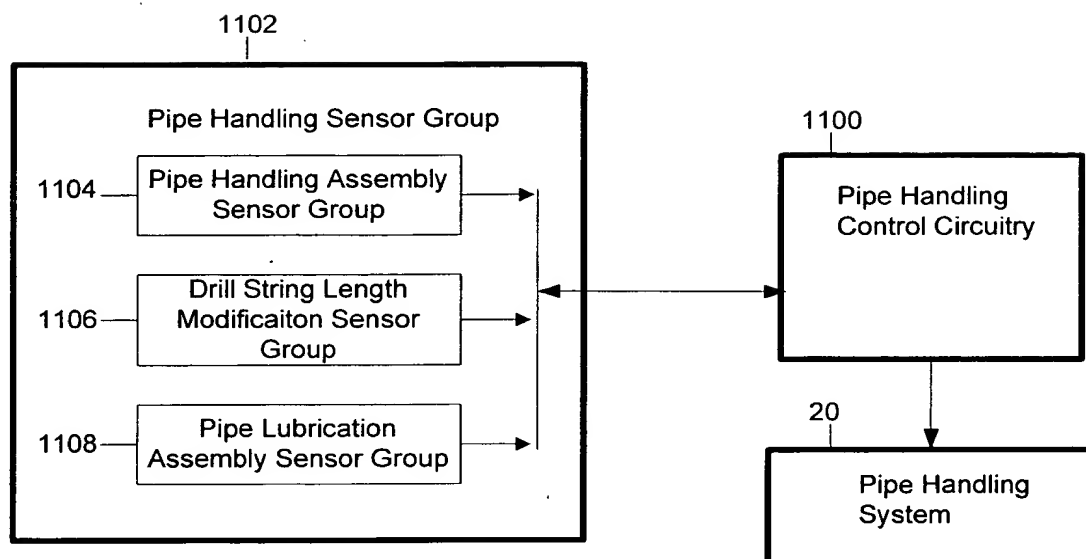 1102
Pipe Handling Sensor Group
1104
Pipe Handling Assembly
Sensor Group
1106
Drill String Length
Modificaiton Sensor
Group
1108
Pipe Lubrication
Assembly Sensor Group
1100
Pipe Handling
Control Circuitry
20
Pipe Handling
System